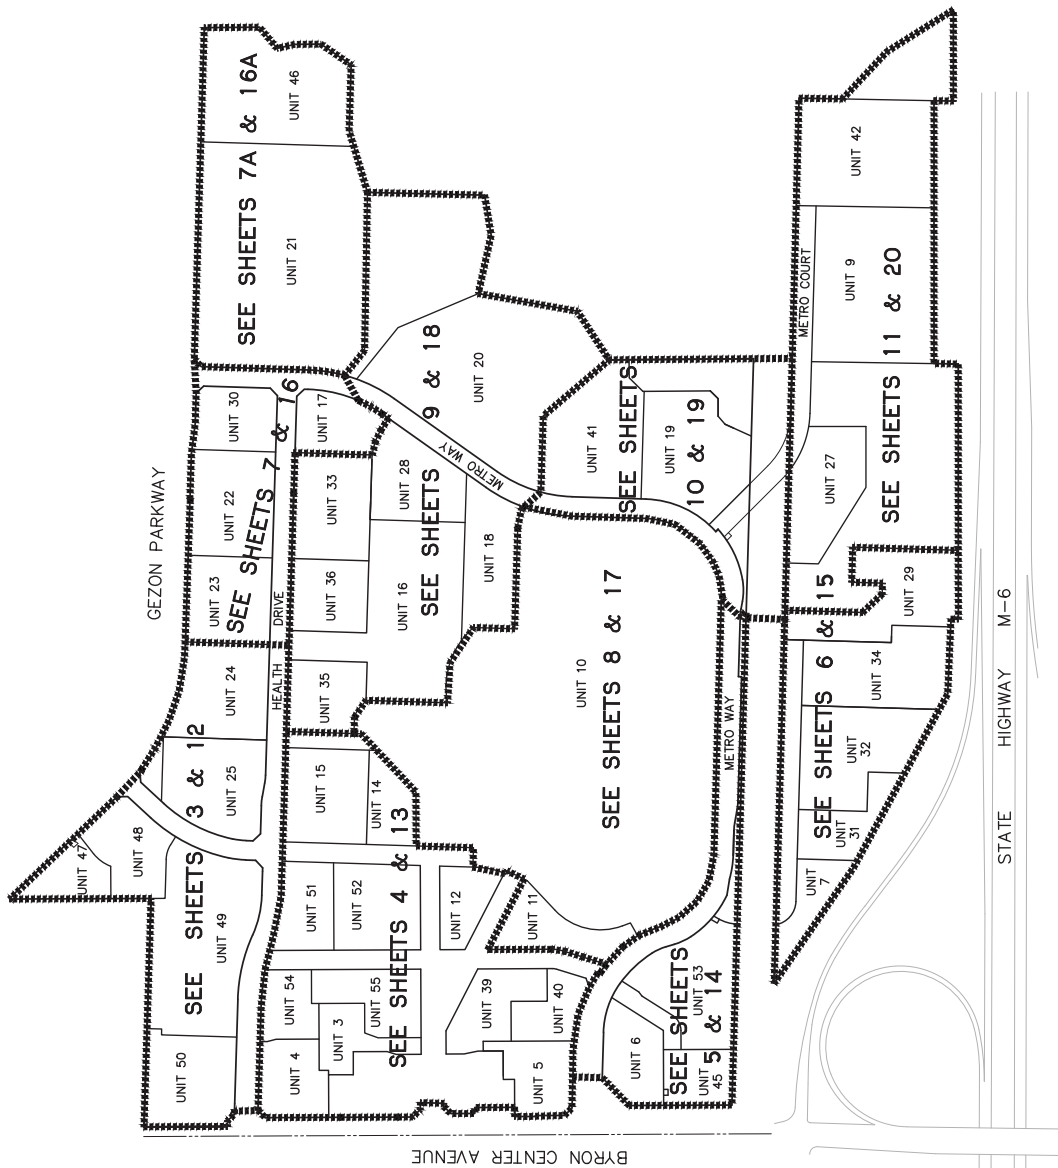 UNIT 46
SEE SHEETS 7A & 16A
UNIT 21
UNIT 42
METRO COURT
UNIT 9
SEE SHEETS 11 & 20
UNIT 27
UNIT 29
UNIT 20
9 & 18
METRO WAY
UNIT 41
SEE SHEETS
UNIT 19
10 & 19
GEZON PARKWAY
UNIT 30
UNIT 17
UNIT 22
UNIT 23
SEE SHEETS 7 & 16
UNIT 33
UNIT 36
UNIT 28
SEE SHEETS
UNIT 16
UNIT 18
HEALTH DRIVE
UNIT 24
UNIT 25
UNIT 35
UNIT 10
SEE SHEETS 8 & 17
METRO WAY
SEE SHEETS 6 & 15
UNIT 34
UNIT 32
UNIT 31
UNIT 7
STATE HIGHWAY M-6
SEE SHEETS 3 & 12
UNIT 47
UNIT 48
UNIT 49
UNIT 50
UNIT 15
UNIT 14
UNIT 51
UNIT 52
UNIT 12
UNIT 11
SEE SHEETS 4 & 13
UNIT 54
UNIT 55
UNIT 3
UNIT 4
UNIT 39
UNIT 40
UNIT 5
UNIT 6
UNIT 53
SEE SHEETS
5 & 14
UNIT 45
BYRON CENTER AVENUE